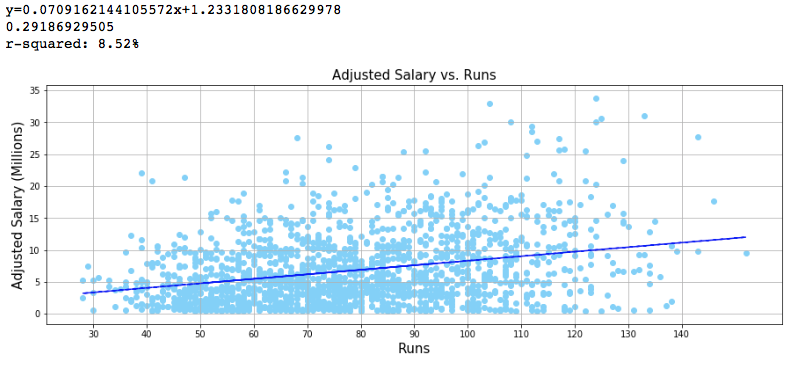 y=0.0709162144105572x+1.2331808186629978
0.29186929505
r-squared: 8.52%
Adjusted Salary vs. Runs
35
30
25
20
15
10
5
0
Adjusted Salary (Millions)
30 40 50 60 70 80 90 100 110 120 130 140
Runs